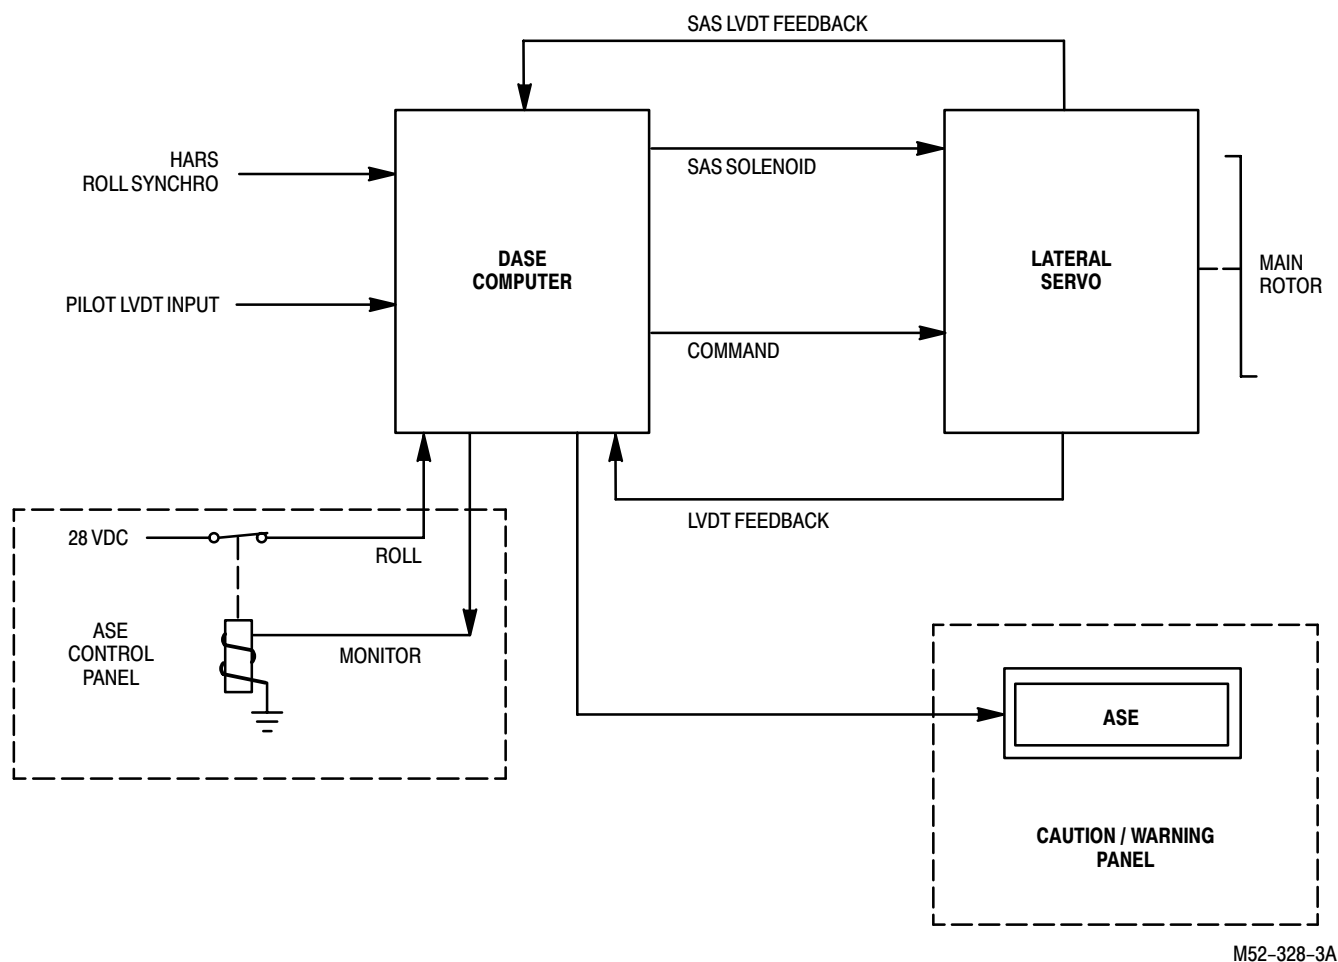 SAS LVDT FEEDBACK
HARS
ROLL SYNCHRO
SAS SOLENOID
DASE
COMPUTER
LATERAL
SERVO
MAIN
ROTOR
PILOT LVDT INPUT
COMMAND
LVDT FEEDBACK
28 VDC
ROLL
ASE
CONTROL
PANEL
MONITOR
ASE
CAUTION / WARNING
PANEL
M52-328-3A